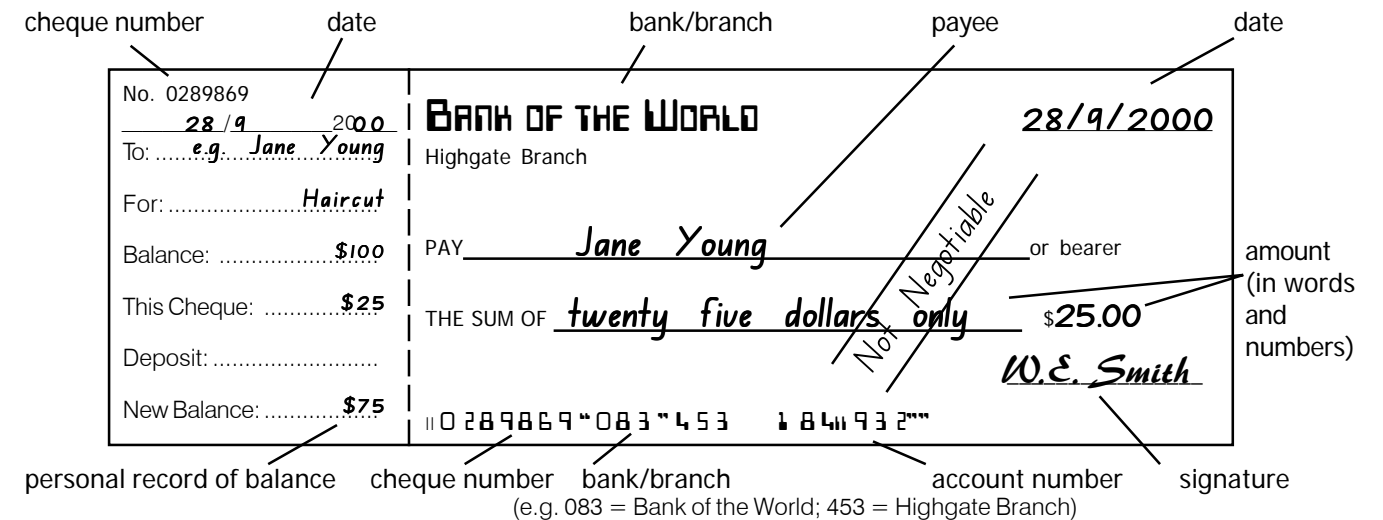 cheque number date bank/branch payee date
No. 0289869
28/9 2000
To: ........ e.g. Jane Young
For: ........ Haircut
Balance: ........ $100
This Cheque: ........ $25
Deposit: ........
New Balance: ........ $75
BANK OF THE WORLD 28/9/2000
Highgate Branch
PAY Jane Young or bearer
THE SUM OF twenty five dollars only $25.00
Not Negotiable
W.E. Smith
amount
(in words
and
numbers)
⑈0289869"083"453 184⑈932""
personal record of balance cheque number bank/branch account number signature
(e.g. 083 = Bank of the World; 453 = Highgate Branch)